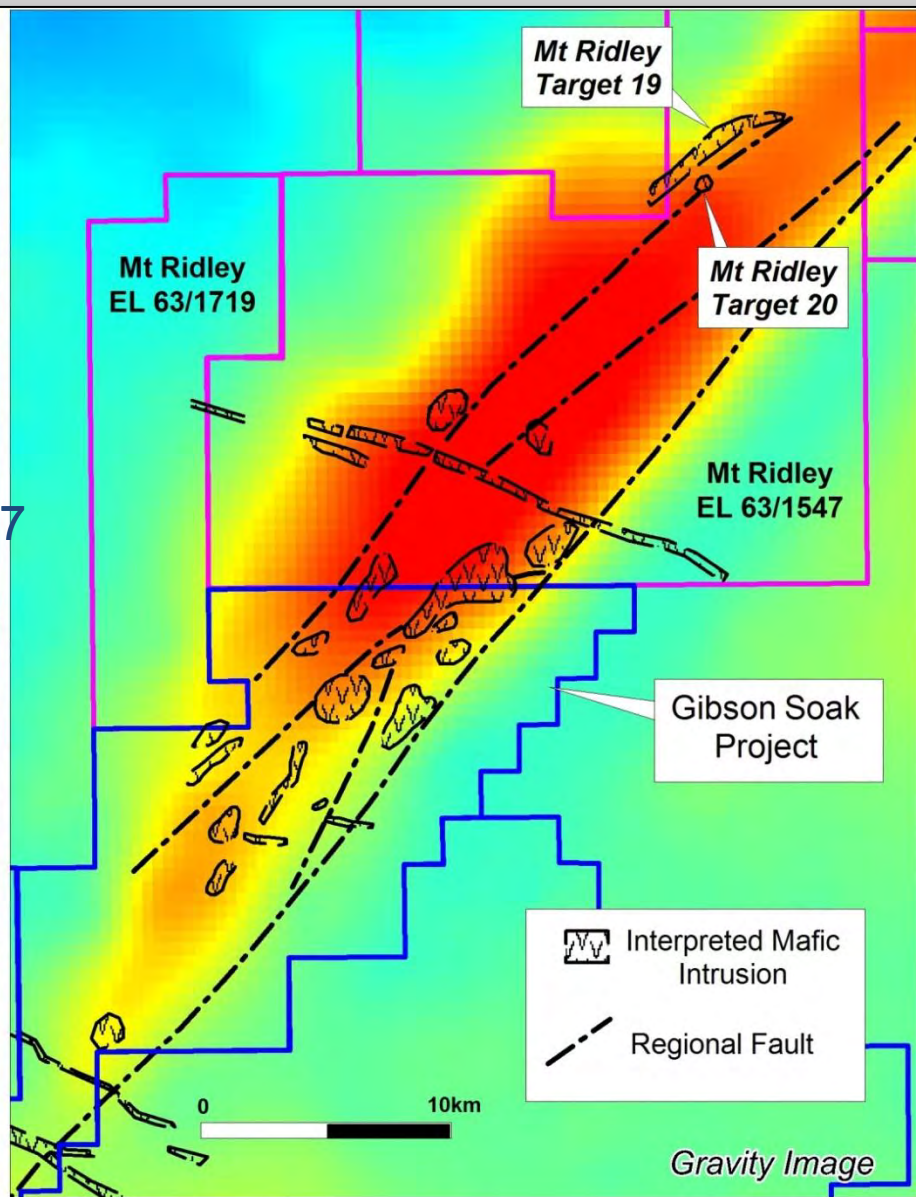 Mt Ridley
Target 19
Mt Ridley
EL 63/1719
Mt Ridley
Target 20
7
Mt Ridley
EL 63/1547
Gibson Soak
Project
Interpreted Mafic
Intrusion
Regional Fault
0 10km
Gravity Image